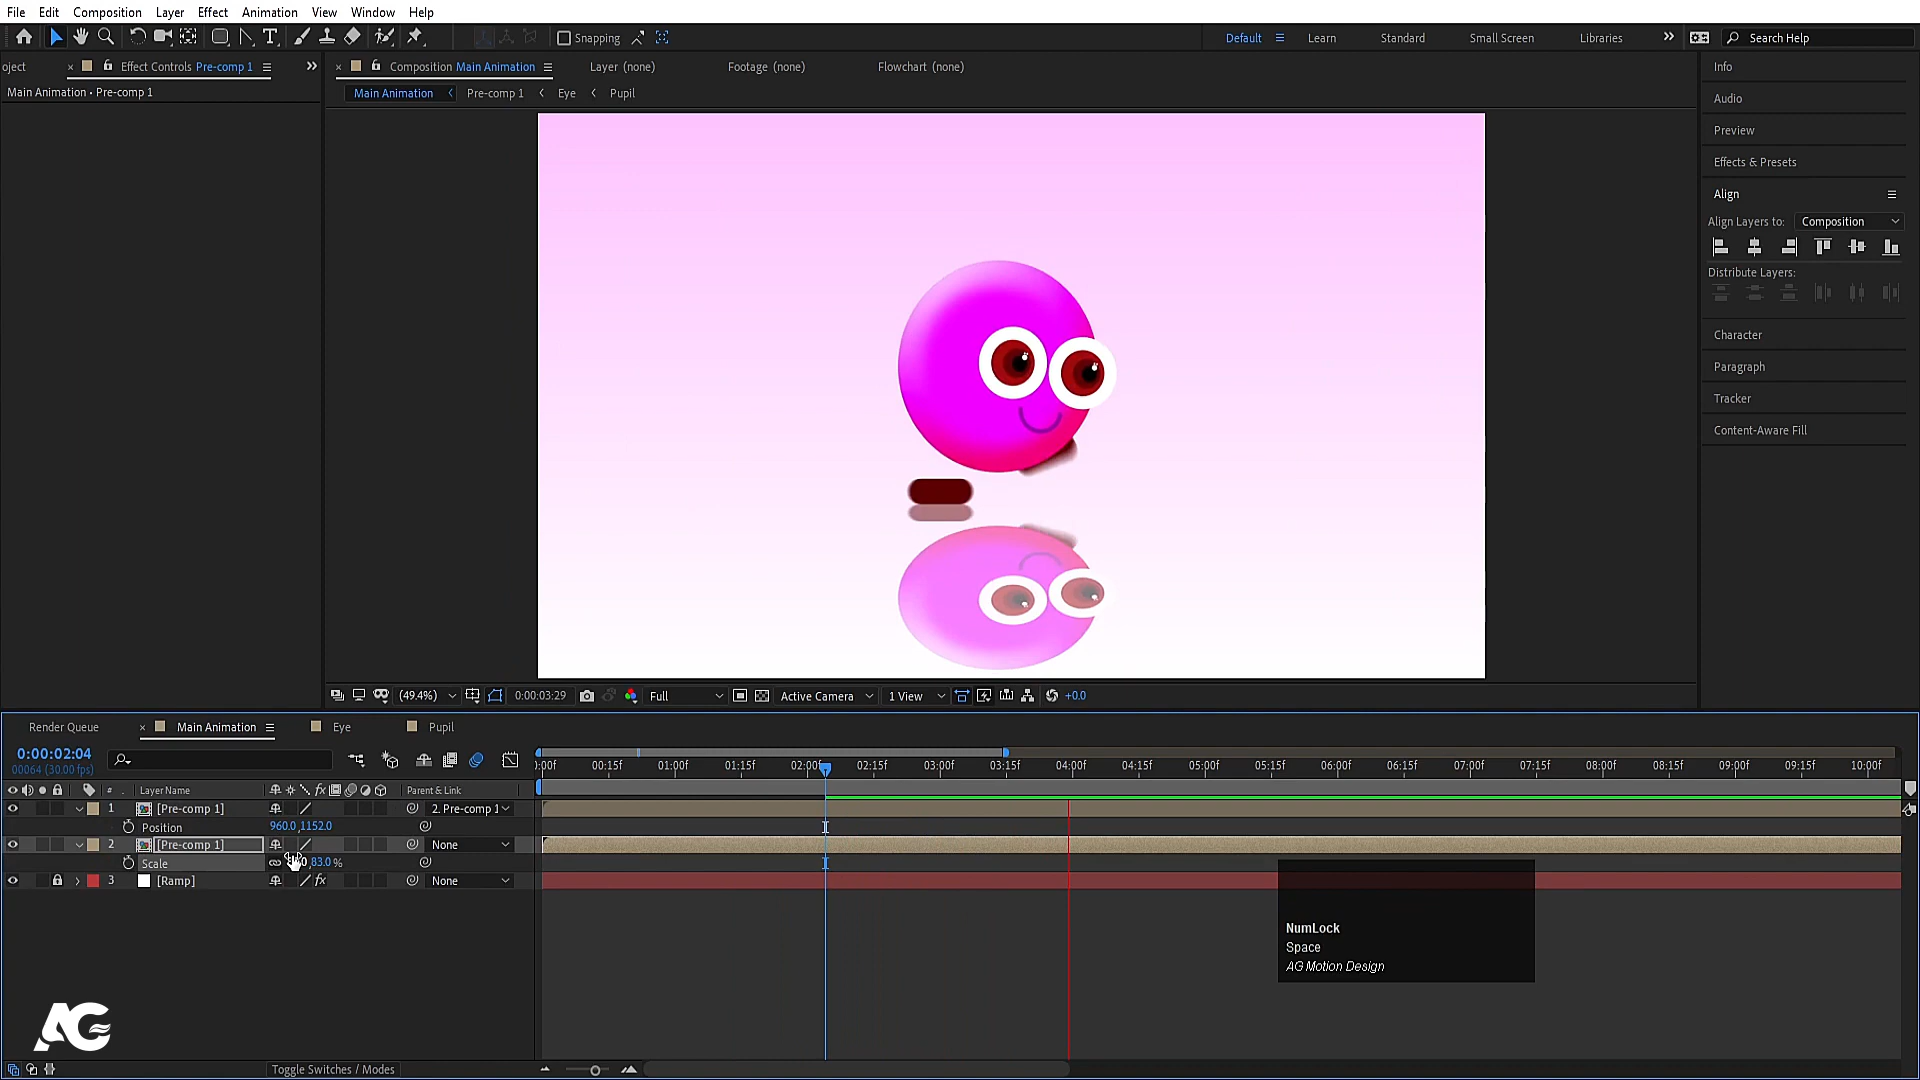 File Edit Composition Layer Effect Animation View Window Help
Snapping Default Learn Standard Small Screen Libraries Search Help
oject Effect Controls Pre-comp 1 Composition Main Animation Layer (none) Footage (none) Flowchart (none) Info
Main Animation • Pre-comp 1 Main Animation Pre-comp 1 Eye Pupil
Audio
Preview
Effects & Presets
Align
Align Layers to: Composition
Distribute Layers:
Character
Paragraph
Tracker
Content-Aware Fill
(49.4%) 0:00:03:29 Full Active Camera 1 View +0.0
Render Queue Main Animation Eye Pupil
0:00:02:04
00064 (30.00 fps)
):00f 00:15f 01:00f 01:15f 02:00f 02:15f 03:00f 03:15f 04:00f 04:15f 05:00f 05:15f 06:00f 06:15f 07:00f 07:15f 08:00f 08:15f 09:00f 09:15f 10:00f
# Layer Name fx Parent & Link
1 [Pre-comp 1] 2. Pre-comp 1
Position 960.0,1152.0
2 [Pre-comp 1] None
Scale 83.0 %
3 [Ramp] fx None
NumLock
Space
AG Motion Design
AG
Toggle Switches / Modes